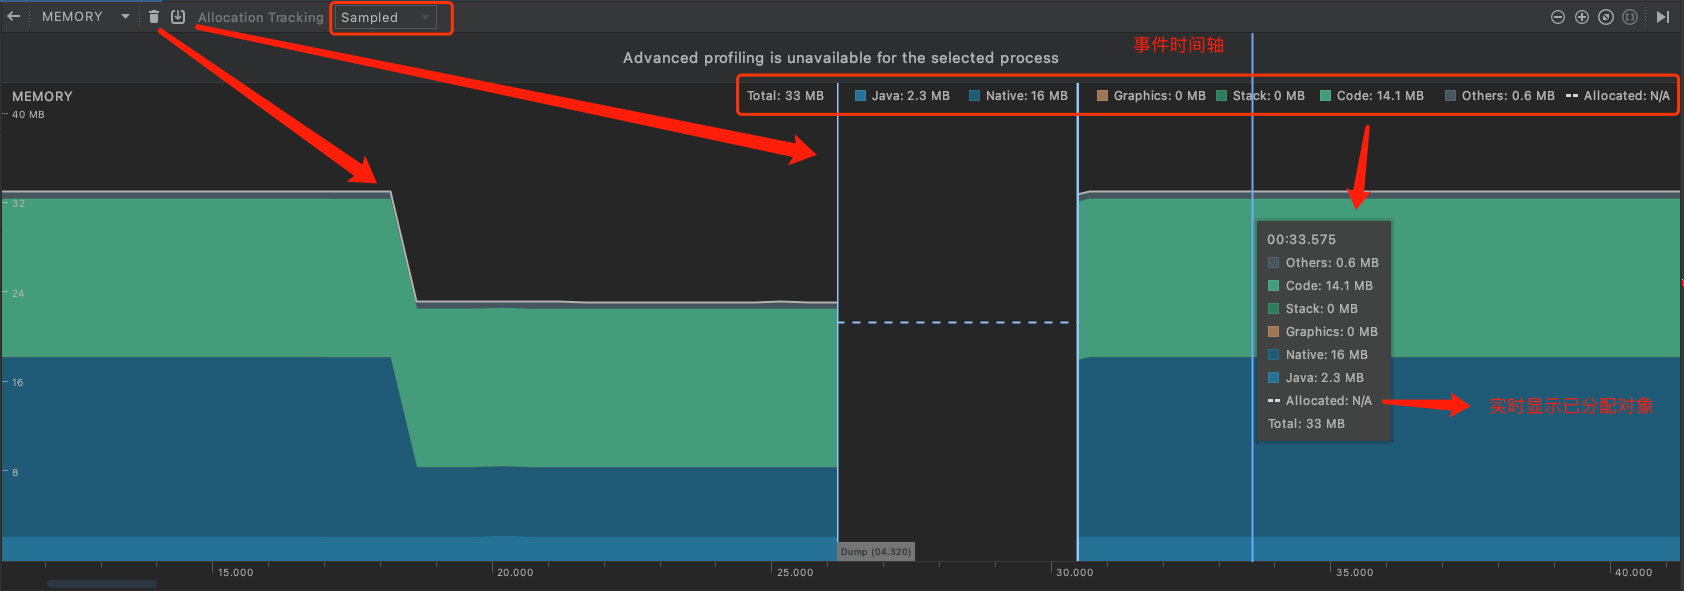 MEMORY
Allocation Tracking
Sampled
Advanced profiling is unavailable for the selected process
事件时间轴
MEMORY
Total: 33 MB
Java: 2.3 MB
Native: 16 MB
Graphics: 0 MB
Stack: 0 MB
Code: 14.1 MB
Others: 0.6 MB
Allocated: N/A
40 MB
32
24
16
8
00:33.575
Others: 0.6 MB
Code: 14.1 MB
Stack: 0 MB
Graphics: 0 MB
Native: 16 MB
Java: 2.3 MB
Allocated: N/A
Total: 33 MB
实时显示已分配对象
Dump (04.320)
15.000
20.000
25.000
30.000
35.000
40.000